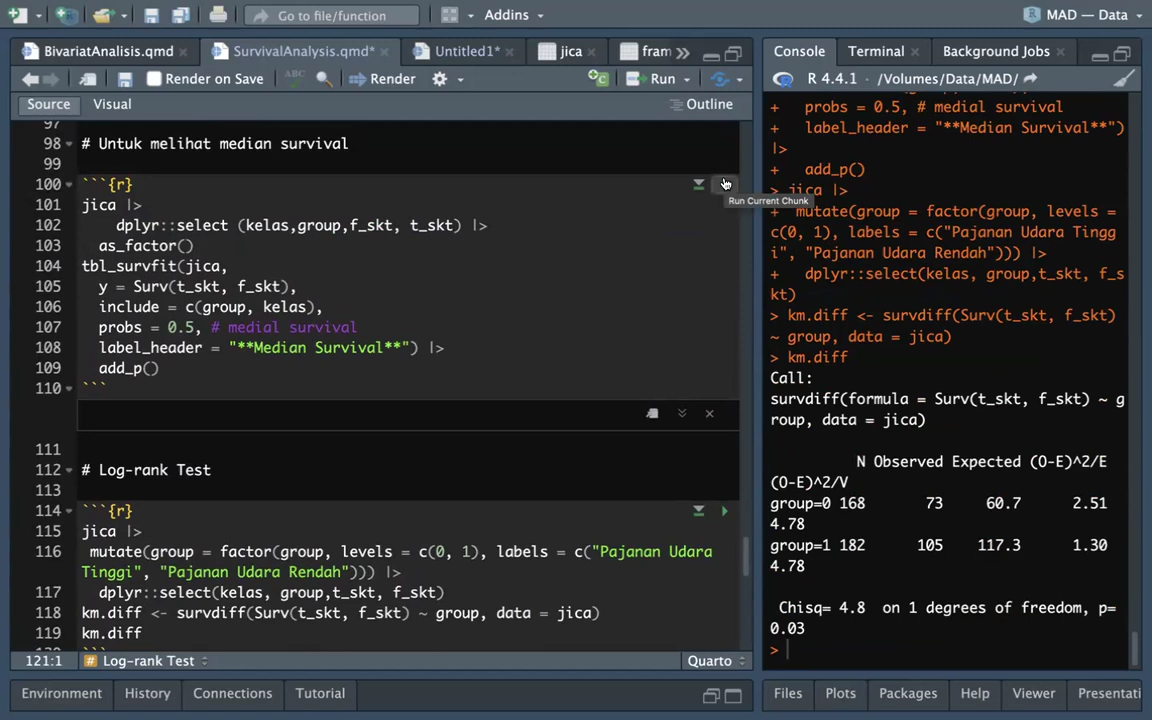 Go to file/function
Addins
MAD — Data
BivariatAnalisis.qmd
SurvivalAnalysis.qmd*
Untitled1*
jica
fram
Render on Save
ABC
Render
Run
Source
Visual
Outline
97
98 # Untuk melihat median survival
99
100 ```{r}
Run Current Chunk
101 jica |>
102 dplyr::select (kelas,group,f_skt, t_skt) |>
103 as_factor()
104 tbl_survfit(jica,
105 y = Surv(t_skt, f_skt),
106 include = c(group, kelas),
107 probs = 0.5, # medial survival
108 label_header = "**Median Survival**") |>
109 add_p()
110 ```
111
112 # Log-rank Test
113
114 ```{r}
115 jica |>
116 mutate(group = factor(group, levels = c(0, 1), labels = c("Pajanan Udara
Tinggi", "Pajanan Udara Rendah"))) |>
117 dplyr::select(kelas, group,t_skt, f_skt)
118 km.diff <- survdiff(Surv(t_skt, f_skt) ~ group, data = jica)
119 km.diff
121:1
Log-rank Test
Quarto
Environment
History
Connections
Tutorial
Console
Terminal
Background Jobs
R 4.4.1 · /Volumes/Data/MAD/
+ probs = 0.5, # medial survival
+ label_header = "**Median Survival**")
|>
+ add_p()
> jica |>
+ mutate(group = factor(group, levels =
c(0, 1), labels = c("Pajanan Udara Tingg
i", "Pajanan Udara Rendah"))) |>
+ dplyr::select(kelas, group,t_skt, f_s
kt)
> km.diff <- survdiff(Surv(t_skt, f_skt)
~ group, data = jica)
> km.diff
Call:
survdiff(formula = Surv(t_skt, f_skt) ~ g
roup, data = jica)
N Observed Expected (O-E)^2/E
(O-E)^2/V
group=0 168 73 60.7 2.51
4.78
group=1 182 105 117.3 1.30
4.78
Chisq= 4.8 on 1 degrees of freedom, p=
0.03
>
Files
Plots
Packages
Help
Viewer
Presentati